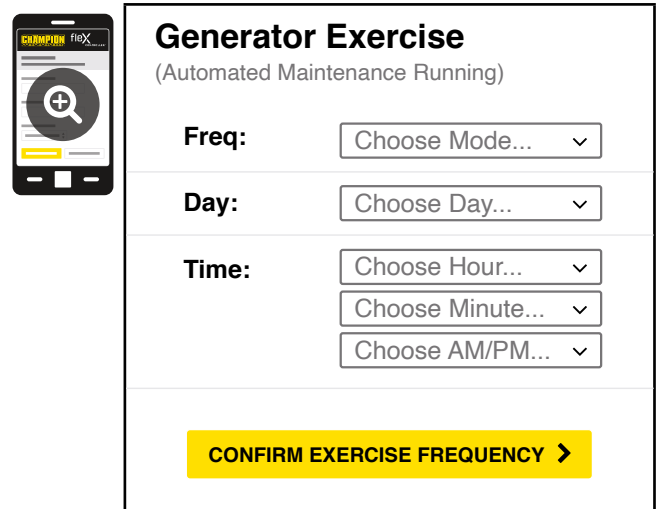 CHAMPION fleX
Generator Exercise
(Automated Maintenance Running)
Freq:
Choose Mode...
Day:
Choose Day...
Time:
Choose Hour...
Choose Minute...
Choose AM/PM...
CONFIRM EXERCISE FREQUENCY